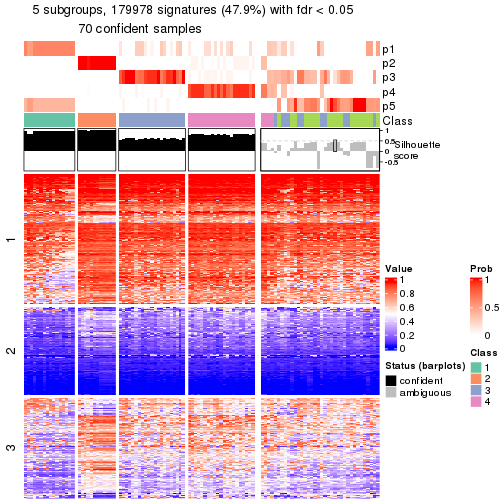 5 subgroups, 179978 signatures (47.9%) with fdr < 0.05
70 confident samples
p1
p2
p3
p4
p5
Class
1
0.5
0
-0.5
Silhouette
score
1
2
3
Value
1
0.8
0.6
0.4
0.2
0
Prob
1
0.5
0
Status (barplots)
confident
ambiguous
Class
1
2
3
4